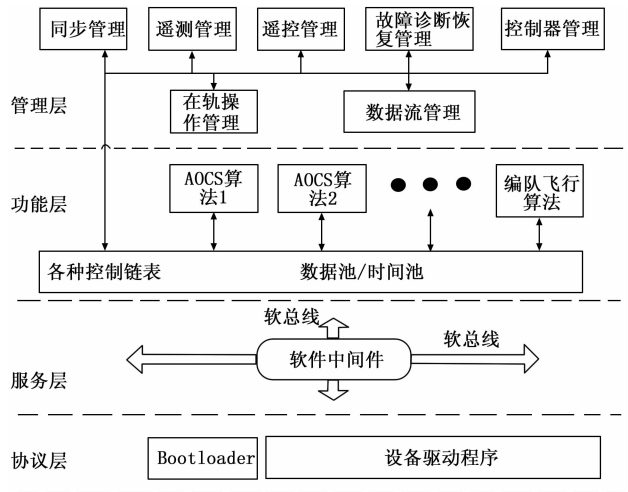 同步管理
遥测管理
遥控管理
故障诊断恢
复管理
控制器管理
管理层
在轨操
作管理
数据流管理
功能层
AOCS算
法1
AOCS算
法2
编队飞行
算法
各种控制链表
数据池/时间池
软总线
软件中间件
软总线
服务层
协议层
Bootloader
设备驱动程序